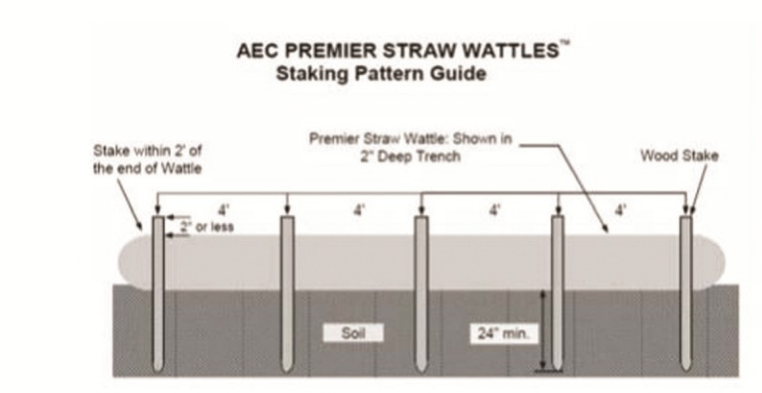 AEC PREMIER STRAW WATTLES™
Staking Pattern Guide
Stake within 2' of
the end of Wattle
Premier Straw Wattle: Shown in
2" Deep Trench
Wood Stake
4'
4'
4'
4'
2" or less
Soil
24" min.